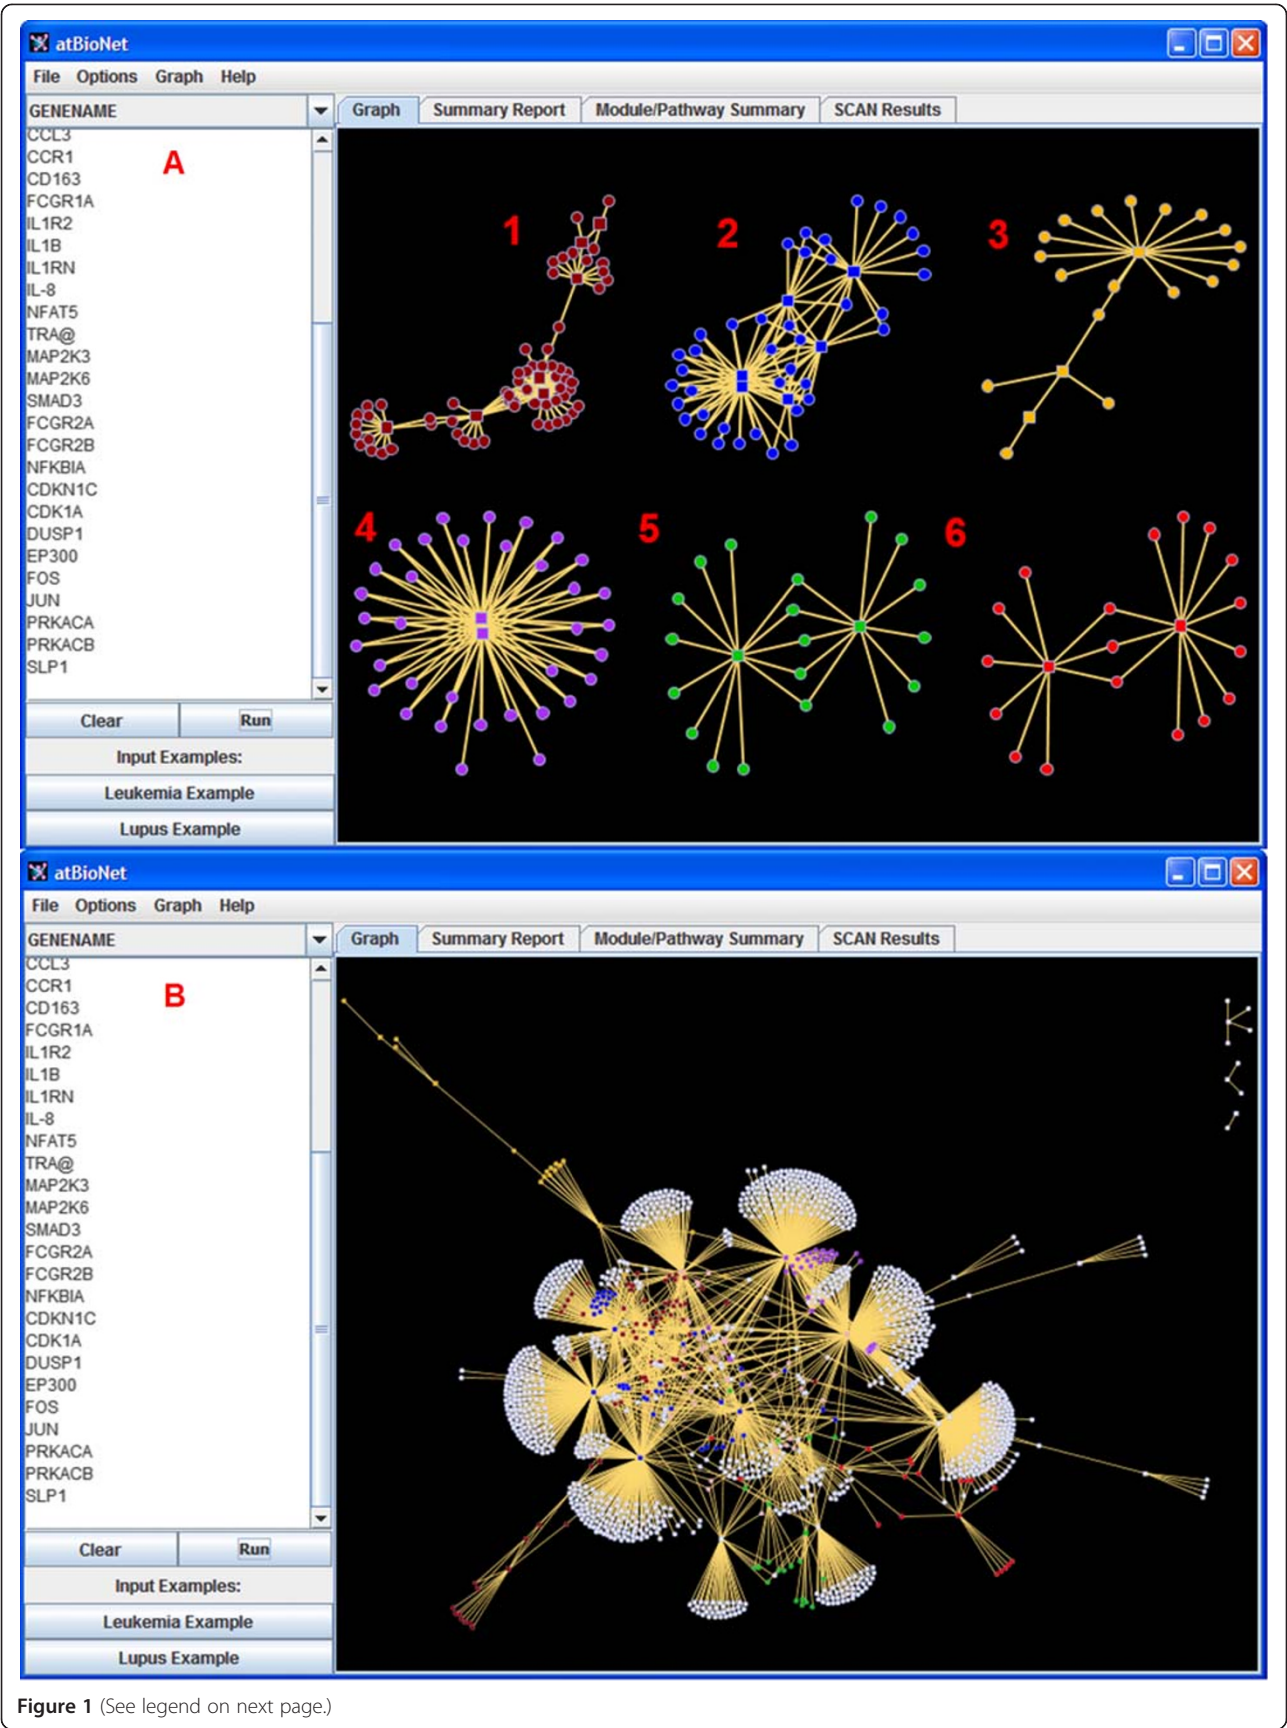 atBioNet
File Options Graph Help
GENENAME
Graph Summary Report Module/Pathway Summary SCAN Results
CCL3
CCR1
CD163
FCGR1A
IL1R2
IL1B
IL1RN
IL-8
NFAT5
TRA@
MAP2K3
MAP2K6
SMAD3
FCGR2A
FCGR2B
NFKBIA
CDKN1C
CDK1A
DUSP1
EP300
FOS
JUN
PRKACA
PRKACB
SLP1
A
1 2 3
4 5 6
Clear Run
Input Examples:
Leukemia Example
Lupus Example
atBioNet
File Options Graph Help
GENENAME
Graph Summary Report Module/Pathway Summary SCAN Results
CCL3
CCR1
CD163
FCGR1A
IL1R2
IL1B
IL1RN
IL-8
NFAT5
TRA@
MAP2K3
MAP2K6
SMAD3
FCGR2A
FCGR2B
NFKBIA
CDKN1C
CDK1A
DUSP1
EP300
FOS
JUN
PRKACA
PRKACB
SLP1
B
Clear Run
Input Examples:
Leukemia Example
Lupus Example
Figure 1 (See legend on next page.)